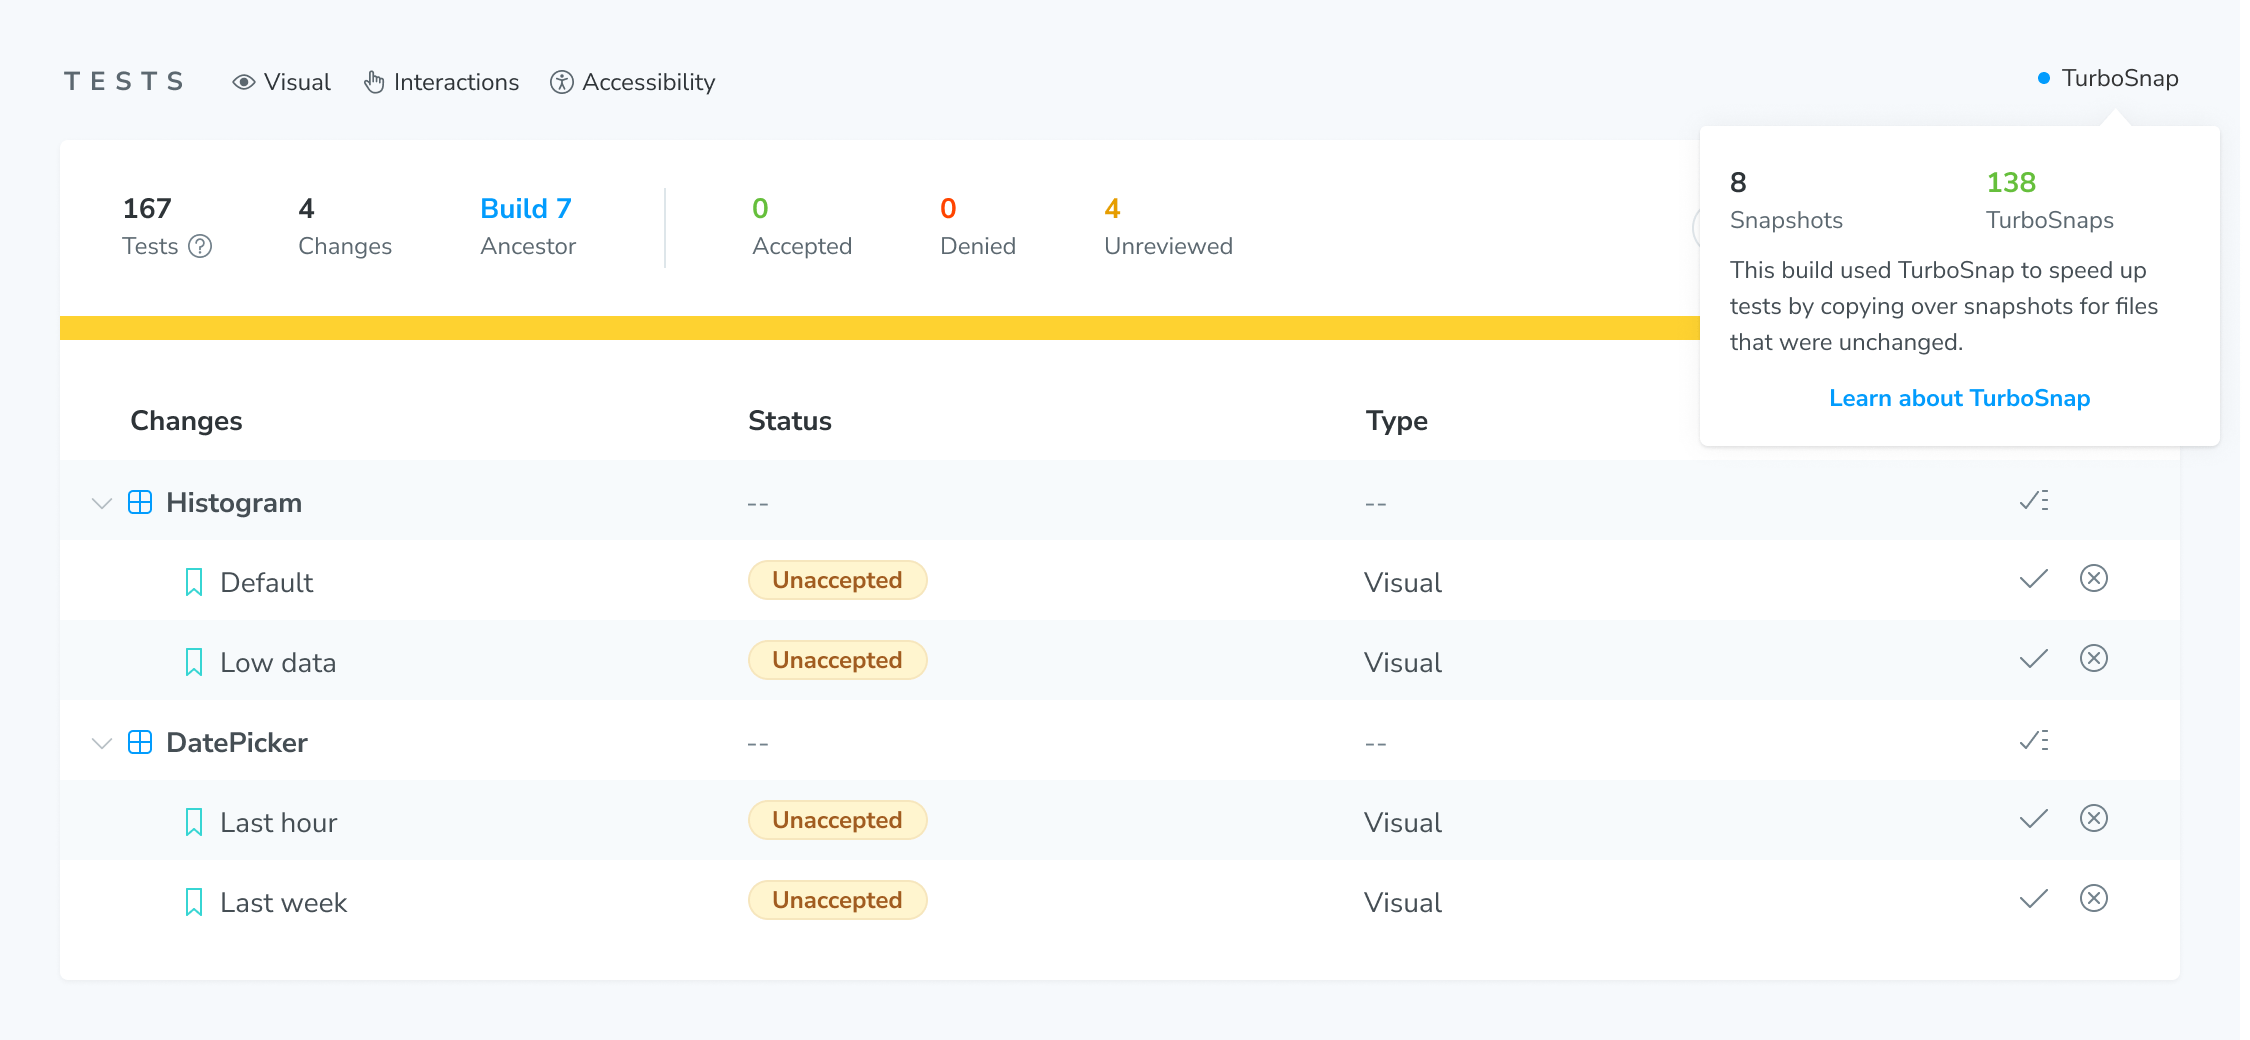 TESTS Visual Interactions Accessibility TurboSnap
167 4 Build 7 0 0 4
Tests Changes Ancestor Accepted Denied Unreviewed
8 138
Snapshots TurboSnaps
This build used TurboSnap to speed up
tests by copying over snapshots for files
that were unchanged.
Learn about TurboSnap
Changes Status Type
Histogram -- --
Default Unaccepted Visual
Low data Unaccepted Visual
DatePicker -- --
Last hour Unaccepted Visual
Last week Unaccepted Visual